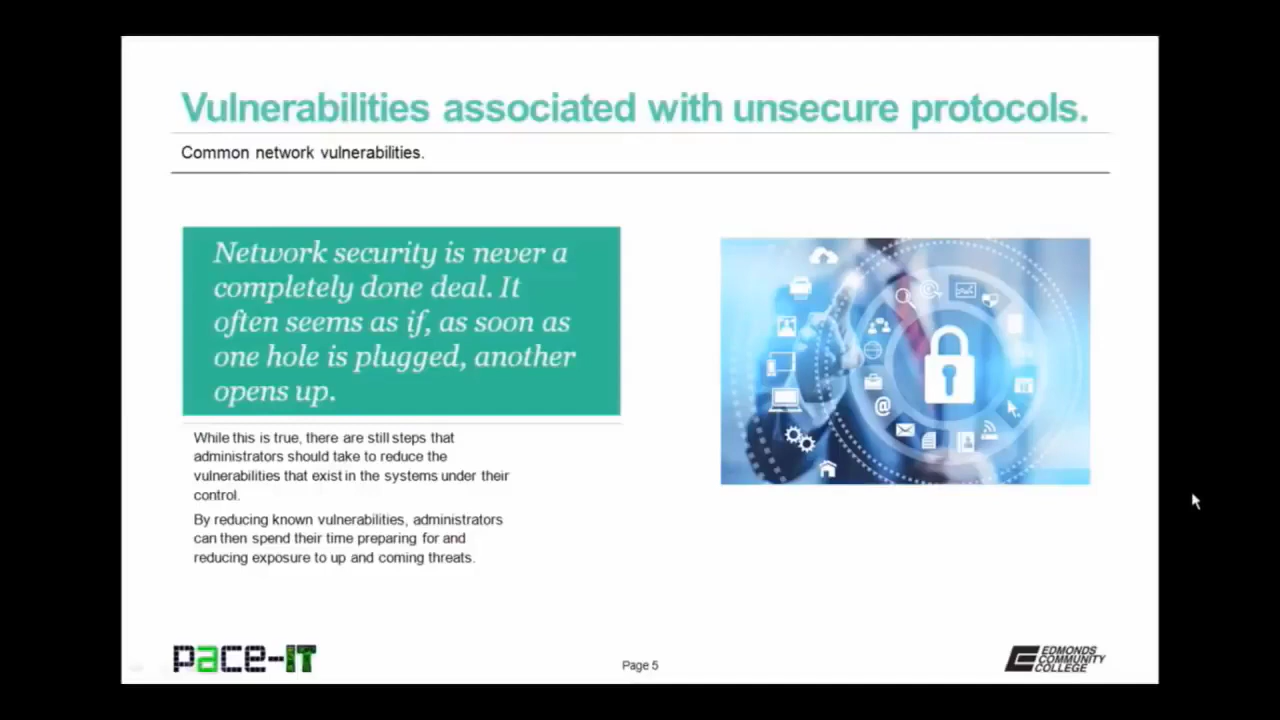 Vulnerabilities associated with unsecure protocols.
Common network vulnerabilities.
Network security is never a
completely done deal. It
often seems as if, as soon as
one hole is plugged, another
opens up.
While this is true, there are still steps that
administrators should take to reduce the
vulnerabilities that exist in the systems under their
control.
By reducing known vulnerabilities, administrators
can then spend their time preparing for and
reducing exposure to up and coming threats.
pace-IT
Page 5
EDMONDS
COMMUNITY
COLLEGE